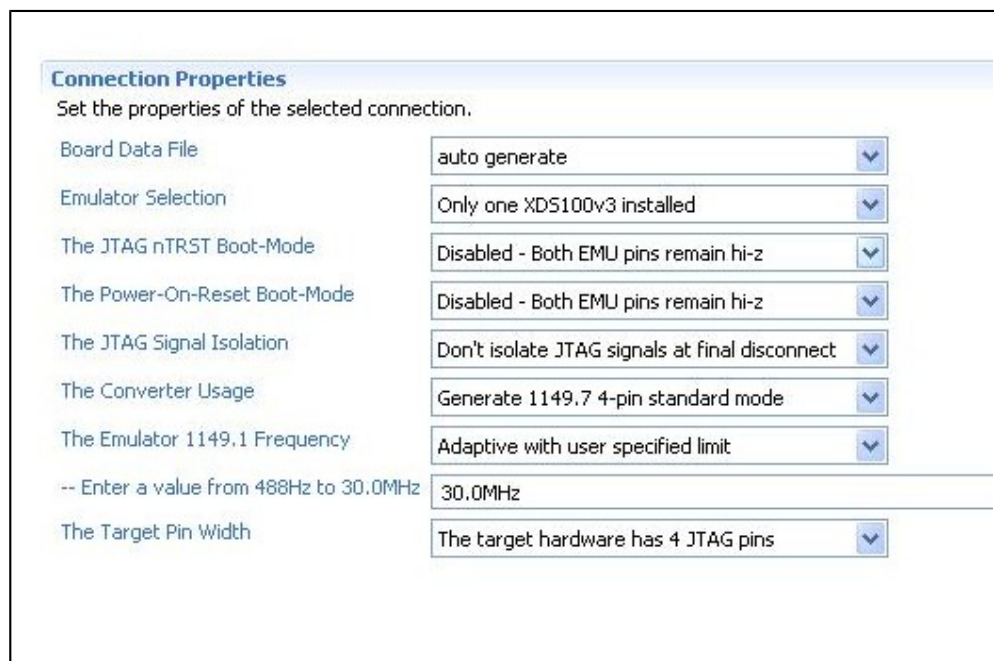 Connection Properties
Set the properties of the selected connection.
Board Data File
auto generate
Emulator Selection
Only one XDS100v3 installed
The JTAG nTRST Boot-Mode
Disabled - Both EMU pins remain hi-z
The Power-On-Reset Boot-Mode
Disabled - Both EMU pins remain hi-z
The JTAG Signal Isolation
Don't isolate JTAG signals at final disconnect
The Converter Usage
Generate 1149.7 4-pin standard mode
The Emulator 1149.1 Frequency
Adaptive with user specified limit
-- Enter a value from 488Hz to 30.0MHz
30.0MHz
The Target Pin Width
The target hardware has 4 JTAG pins